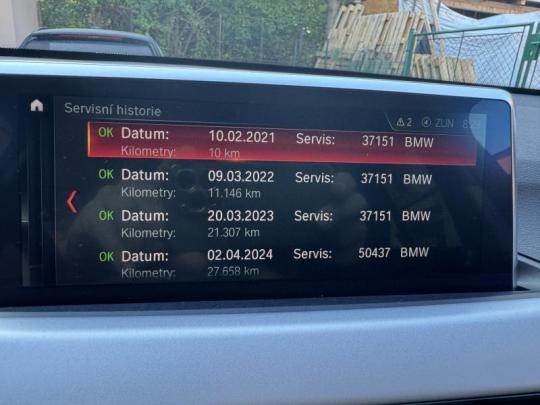 Servisní historie
2 ZUN 8:29
OK Datum: 10.02.2021 Servis: 37151 BMW
Kilometry: 10 km
OK Datum: 09.03.2022 Servis: 37151 BMW
Kilometry: 11.146 km
OK Datum: 20.03.2023 Servis: 37151 BMW
Kilometry: 21.307 km
OK Datum: 02.04.2024 Servis: 50437 BMW
Kilometry: 27.658 km